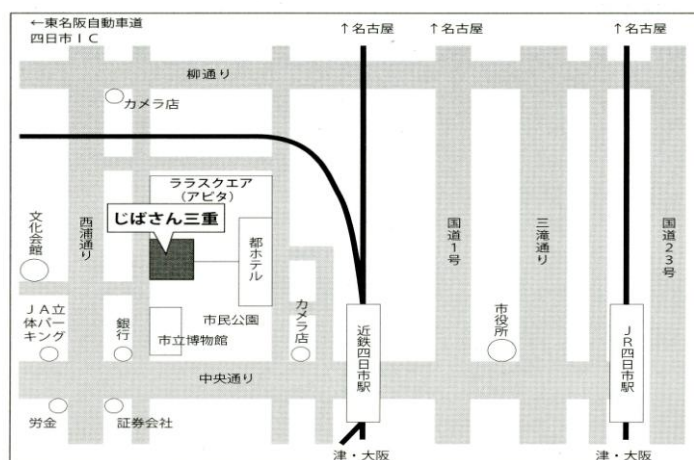 ←東名阪自動車道
四日市ＩＣ
↑名古屋
↑名古屋
↑名古屋
柳通り
カメラ店
ララスクエア
(アピタ)
じばさん三重
文化会館
西浦通り
都ホテル
国道1号
三滝通り
国道23号
ＪＡ立
体パー
キング
銀行
市民公園
市立博物館
カメラ店
近鉄四日市駅
市役所
ＪＲ四日市駅
中央通り
労金
証券会社
津・大阪
津・大阪